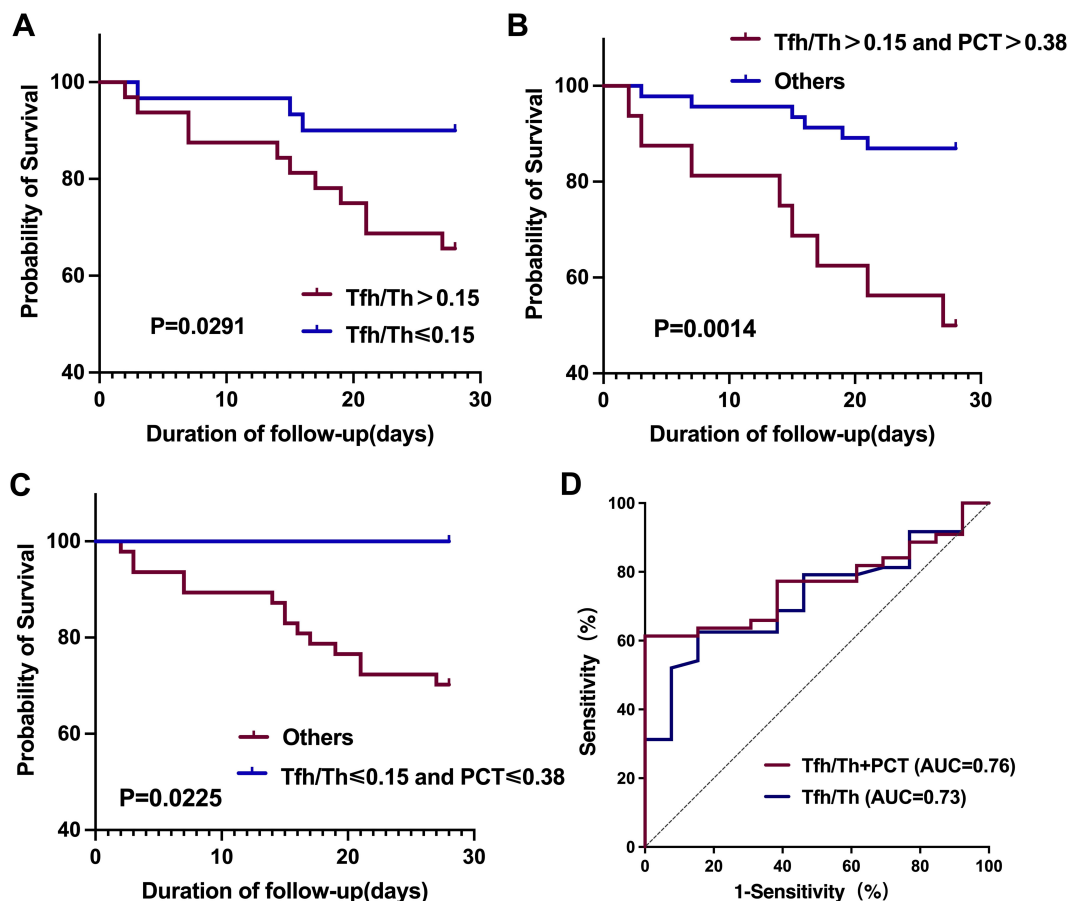 A
Probability of Survival
100
80
60
40
0
10
20
30
Duration of follow-up(days)
Tfh/Th>0.15
Tfh/Th≤0.15
P=0.0291
B
Probability of Survival
100
80
60
40
0
10
20
30
Duration of follow-up(days)
Tfh/Th>0.15 and PCT>0.38
Others
P=0.0014
C
Probability of Survival
100
80
60
40
0
10
20
30
Duration of follow-up(days)
Others
Tfh/Th≤0.15 and PCT≤0.38
P=0.0225
D
Sensitivity (%)
100
80
60
40
20
0
0
20
40
60
80
100
1-Sensitivity (%)
Tfh/Th+PCT (AUC=0.76)
Tfh/Th (AUC=0.73)